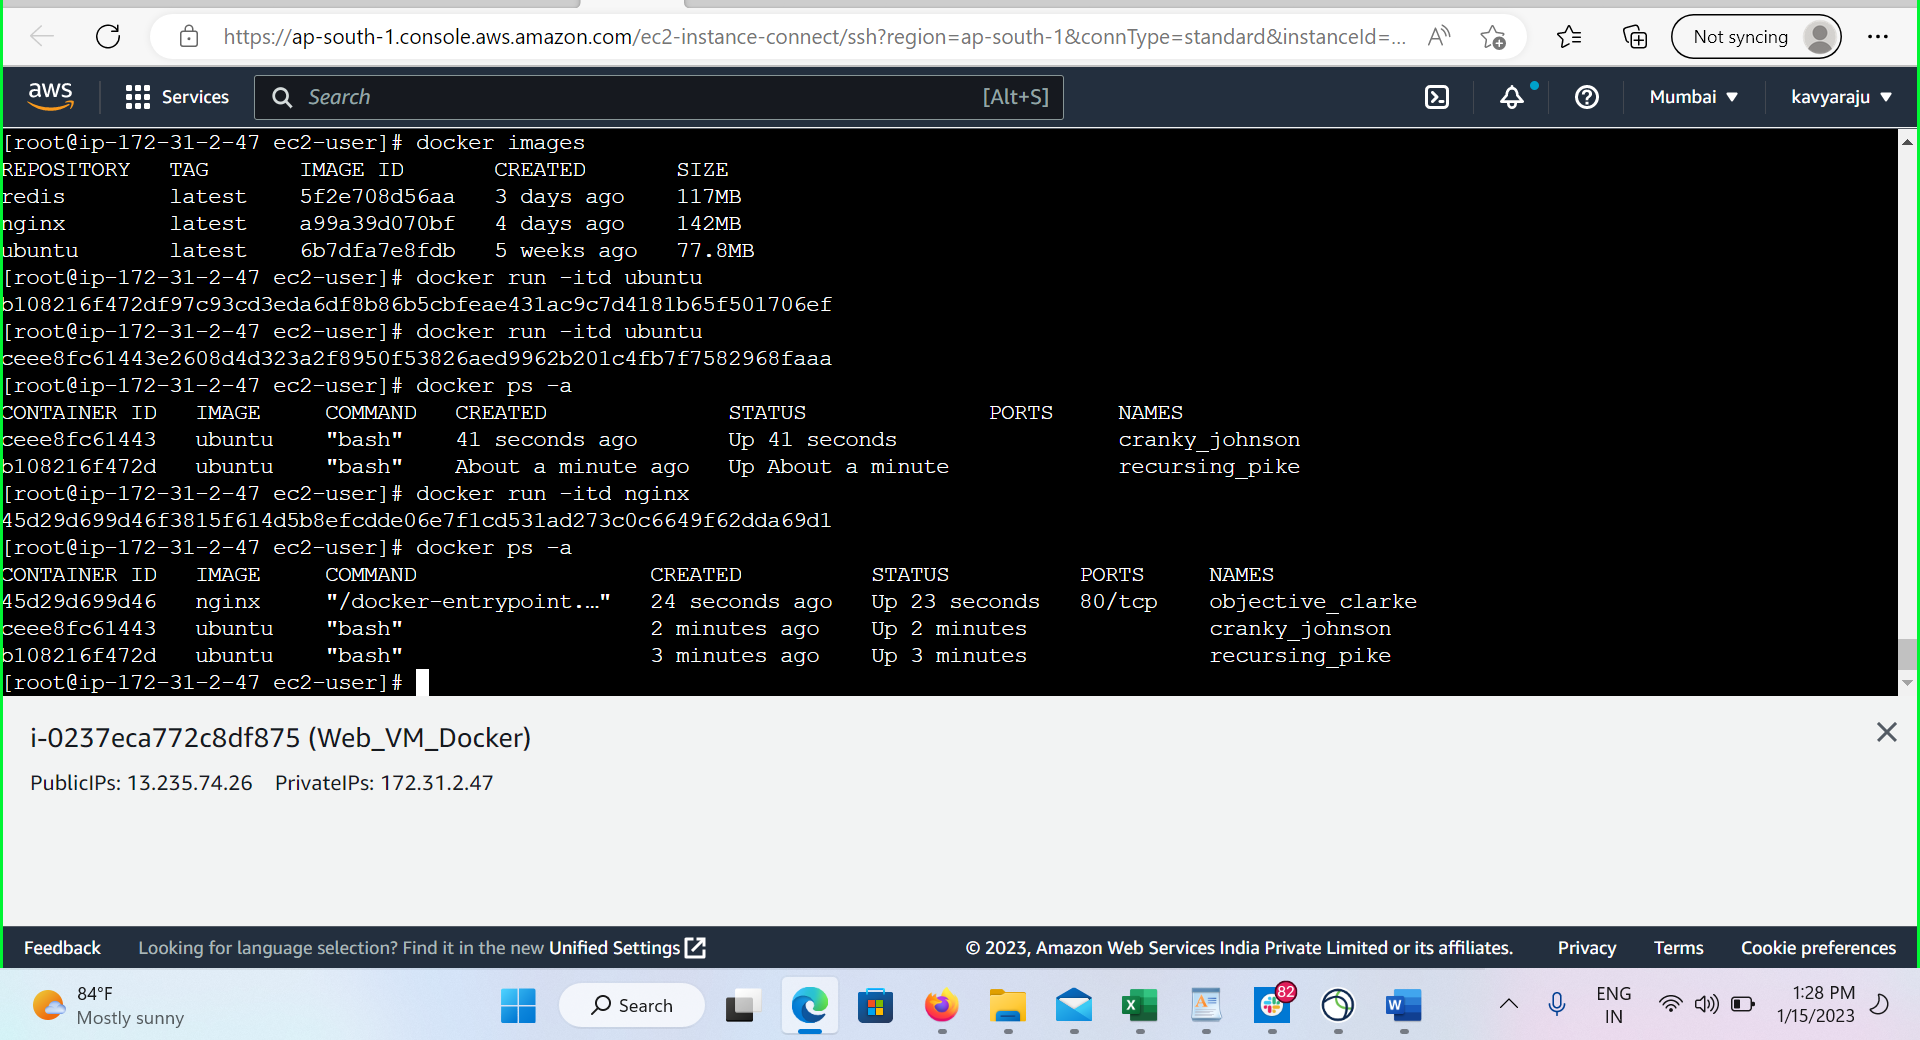 https://ap-south-1.console.aws.amazon.com/ec2-instance-connect/ssh?region=ap-south-1&connType=standard&instanceId=...
Not syncing
aws
Services
Search
[Alt+S]
Mumbai
kavyaraju
[root@ip-172-31-2-47 ec2-user]# docker images
REPOSITORY TAG IMAGE ID CREATED SIZE
redis latest 5f2e708d56aa 3 days ago 117MB
nginx latest a99a39d070bf 4 days ago 142MB
ubuntu latest 6b7dfa7e8fdb 5 weeks ago 77.8MB
[root@ip-172-31-2-47 ec2-user]# docker run -itd ubuntu
b108216f472df97c93cd3eda6df8b86b5cbfeae431ac9c7d4181b65f501706ef
[root@ip-172-31-2-47 ec2-user]# docker run -itd ubuntu
ceee8fc61443e2608d4d323a2f8950f53826aed9962b201c4fb7f7582968faaa
[root@ip-172-31-2-47 ec2-user]# docker ps -a
CONTAINER ID IMAGE COMMAND CREATED STATUS PORTS NAMES
ceee8fc61443 ubuntu "bash" 41 seconds ago Up 41 seconds cranky_johnson
b108216f472d ubuntu "bash" About a minute ago Up About a minute recursing_pike
[root@ip-172-31-2-47 ec2-user]# docker run -itd nginx
45d29d699d46f3815f614d5b8efcdde06e7f1cd531ad273c0c6649f62dda69d1
[root@ip-172-31-2-47 ec2-user]# docker ps -a
CONTAINER ID IMAGE COMMAND CREATED STATUS PORTS NAMES
45d29d699d46 nginx "/docker-entrypoint.…" 24 seconds ago Up 23 seconds 80/tcp objective_clarke
ceee8fc61443 ubuntu "bash" 2 minutes ago Up 2 minutes cranky_johnson
b108216f472d ubuntu "bash" 3 minutes ago Up 3 minutes recursing_pike
[root@ip-172-31-2-47 ec2-user]#
i-0237eca772c8df875 (Web_VM_Docker)
PublicIPs: 13.235.74.26 PrivateIPs: 172.31.2.47
Feedback Looking for language selection? Find it in the new Unified Settings © 2023, Amazon Web Services India Private Limited or its affiliates. Privacy Terms Cookie preferences
84°F
Mostly sunny
Search
82
ENG
IN
1:28 PM
1/15/2023